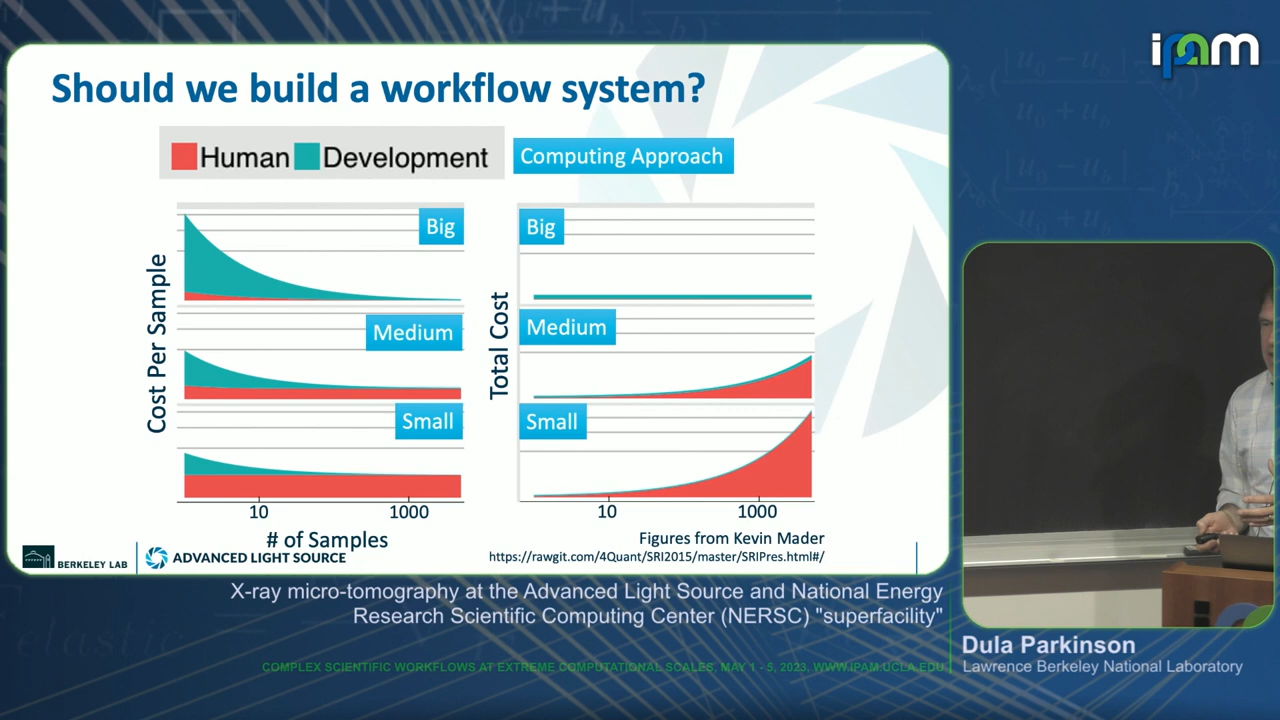 ipam
Should we build a workflow system?
Human Development
Computing Approach
Cost Per Sample
Big
Medium
Small
10 1000
# of Samples
Total Cost
Big
Medium
Small
10 1000
Figures from Kevin Mader
https://rawgit.com/4Quant/SRI2015/master/SRIPres.html#/
BERKELEY LAB
ADVANCED LIGHT SOURCE
X-ray micro-tomography at the Advanced Light Source and National Energy
Research Scientific Computing Center (NERSC) "superfacility"
COMPLEX SCIENTIFIC WORKFLOWS AT EXTREME COMPUTATIONAL SCALES, MAY 1 - 5, 2023, WWW.IPAM.UCLA.EDU
Dula Parkinson
Lawrence Berkeley National Laboratory